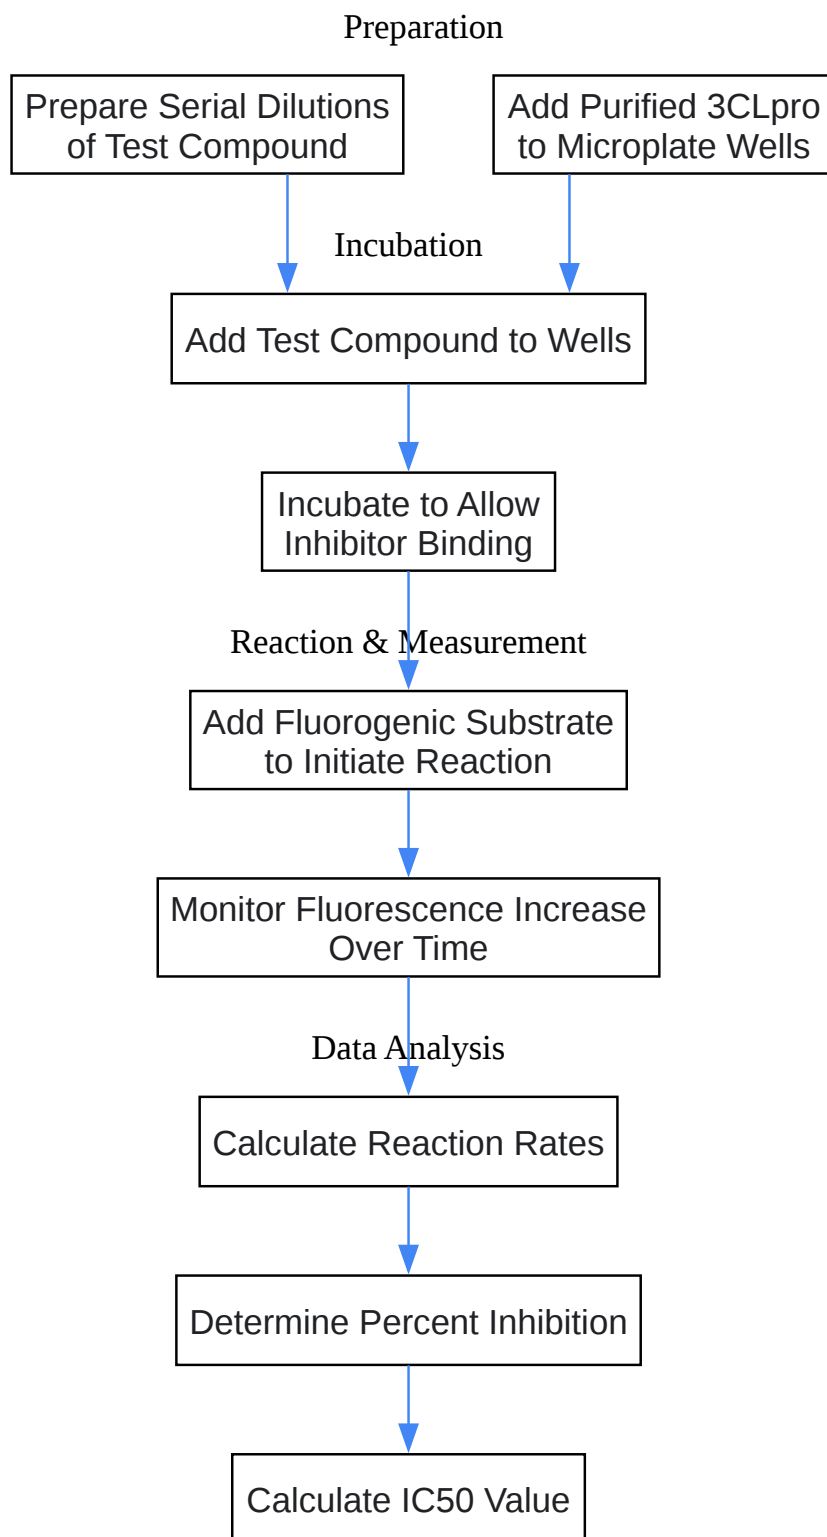 Preparation
Prepare Serial Dilutions
of Test Compound
Add Purified 3CLpro
to Microplate Wells
Incubation
Add Test Compound to Wells
Incubate to Allow
Inhibitor Binding
Reaction & Measurement
Add Fluorogenic Substrate
to Initiate Reaction
Monitor Fluorescence Increase
Over Time
Data Analysis
Calculate Reaction Rates
Determine Percent Inhibition
Calculate IC50 Value